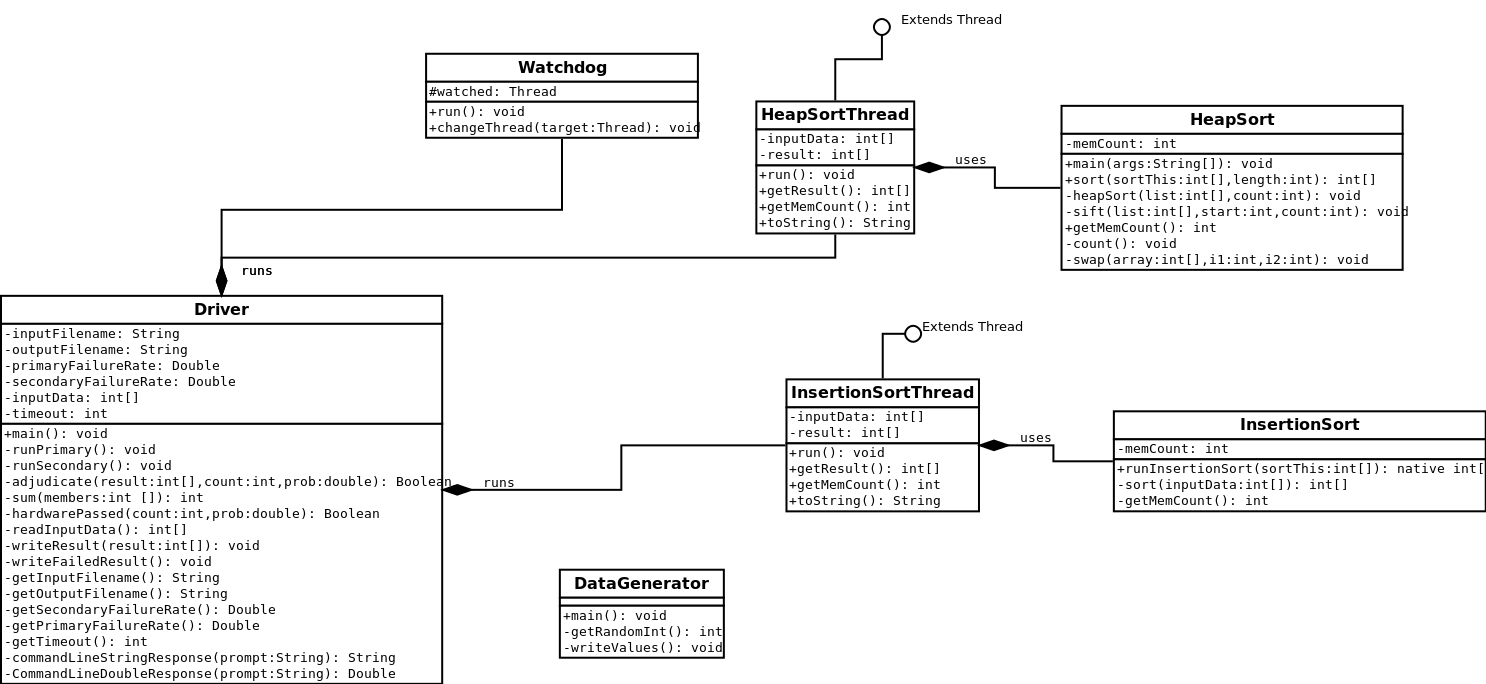 Extends Thread
Watchdog
#watched: Thread
+run(): void
+changeThread(target:Thread): void
HeapSortThread
-inputData: int[]
-result: int[]
+run(): void
+getResult(): int[]
+getMemCount(): int
+toString(): String
uses
HeapSort
-memCount: int
+main(args:String[]): void
+sort(sortThis:int[],length:int): int[]
-heapSort(list:int[],count:int): void
-sift(list:int[],start:int,count:int): void
+getMemCount(): int
-count(): void
-swap(array:int[],i1:int,i2:int): void
runs
Driver
-inputFilename: String
-outputFilename: String
-primaryFailureRate: Double
-secondaryFailureRate: Double
-inputData: int[]
-timeout: int
+main(): void
-runPrimary(): void
-runSecondary(): void
-adjudicate(result:int[],count:int,prob:double): Boolean
-sum(members:int []): int
-hardwarePassed(count:int,prob:double): Boolean
-readInputData(): int[]
-writeResult(result:int[]): void
-writeFailedResult(): void
-getInputFilename(): String
-getOutputFilename(): String
-getSecondaryFailureRate(): Double
-getPrimaryFailureRate(): Double
-getTimeout(): int
-commandLineStringResponse(prompt:String): String
-CommandLineDoubleResponse(prompt:String): Double
runs
Extends Thread
InsertionSortThread
-inputData: int[]
-result: int[]
+run(): void
+getResult(): int[]
+getMemCount(): int
+toString(): String
uses
InsertionSort
-memCount: int
+runInsertionSort(sortThis:int[]): native int[
-sort(inputData:int[]): int[]
-getMemCount(): int
DataGenerator
+main(): void
-getRandomInt(): int
-writeValues(): void